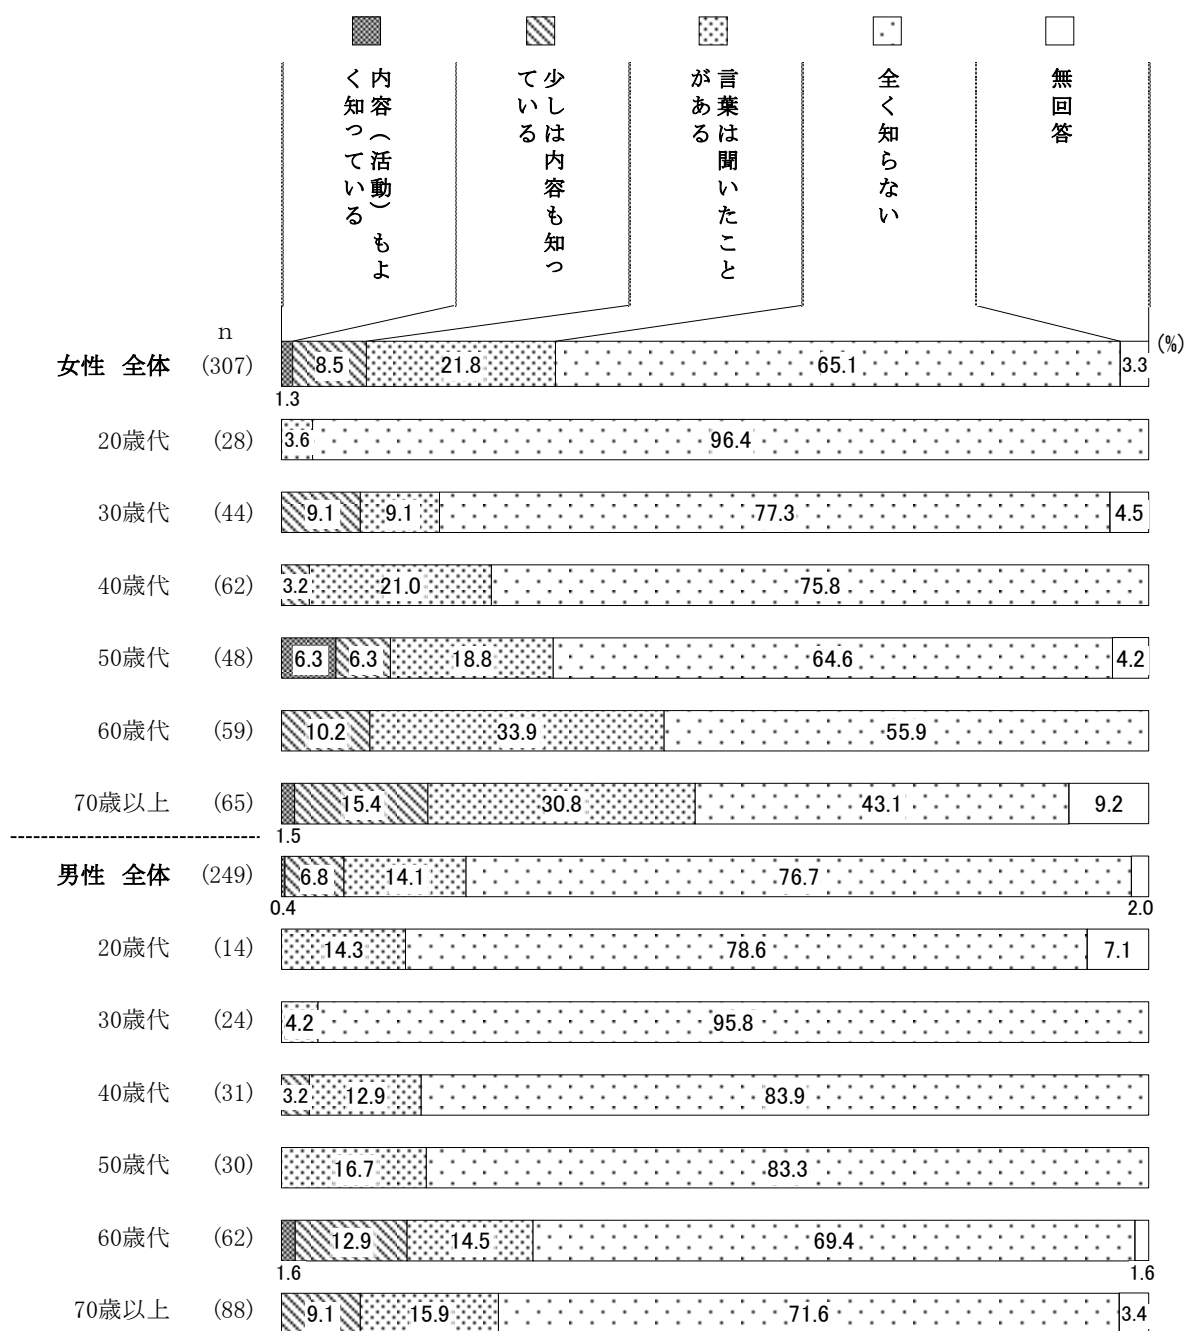 内容（活動）もよ
く知っている
少しは内容も知っ
ている
言葉は聞いたこと
がある
全く知らない
無回答
n
(%)
女性 全体 (307) 8.5 21.8 65.1 3.3
1.3
20歳代 (28) 3.6 96.4
30歳代 (44) 9.1 9.1 77.3 4.5
40歳代 (62) 3.2 21.0 75.8
50歳代 (48) 6.3 6.3 18.8 64.6 4.2
60歳代 (59) 10.2 33.9 55.9
70歳以上 (65) 15.4 30.8 43.1 9.2
1.5
男性 全体 (249) 6.8 14.1 76.7
0.4 2.0
20歳代 (14) 14.3 78.6 7.1
30歳代 (24) 4.2 95.8
40歳代 (31) 3.2 12.9 83.9
50歳代 (30) 16.7 83.3
60歳代 (62) 12.9 14.5 69.4
1.6 1.6
70歳以上 (88) 9.1 15.9 71.6 3.4